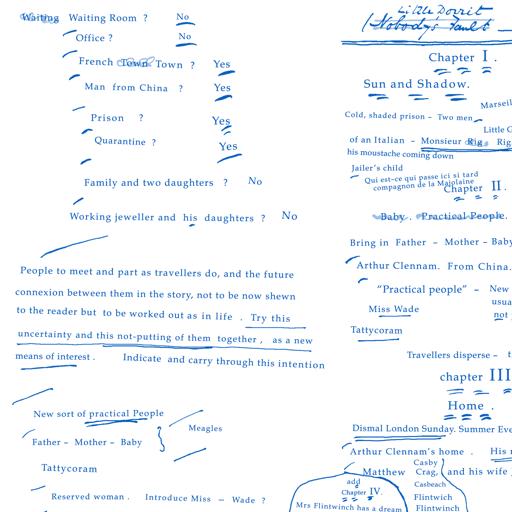 Waiting Waiting Room ? No
Office ? No
French Town Town ? Yes
Man from China ? Yes
Prison ? Yes
Quarantine ? Yes
Family and two daughters ? No
Working jeweller and his daughters ? No
People to meet and part as travellers do, and the future
connexion between them in the story, not to be now shewn
to the reader but to be worked out as in life . Try this
uncertainty and this not-putting of them together , as a new
means of interest . Indicate and carry through this intention
New sort of practical People
Father – Mother – Baby
Meagles
Tattycoram
Reserved woman . Introduce Miss – Wade ?
Little Dorrit
Nobody's Fault
Chapter I .
Sun and Shadow.
Cold, shaded prison – Two men
of an Italian – Monsieur Rig
his moustache coming down
Jailer's child
Qui est-ce qui passe ici si tard
compagnon de la Majolaine
Chapter II .
Baby . Practical People.
Bring in Father – Mother – Baby
Arthur Clennam. From China.
"Practical people" – New
usua
Miss Wade not
Tattycoram
Travellers disperse –
chapter III
Home .
Dismal London Sunday. Summer Eve
Arthur Clennam's home .
Casby
Matthew Crag, and his wife
Casbeach
Flintwich
Flintwich
add
Chapter IV.
Mrs Flintwinch has a dream